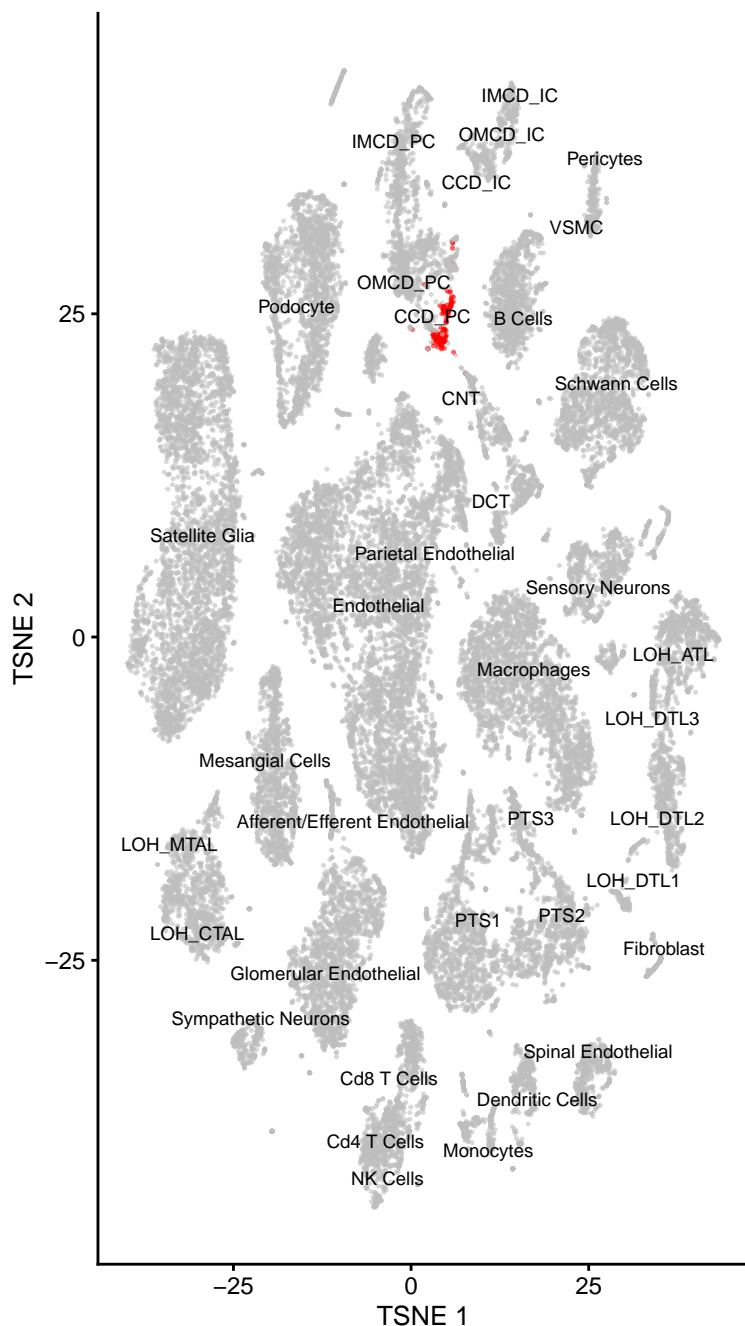 IMCD_IC
OMCD_IC
IMCD_PC
Pericytes
CCD_IC
VSMC
OMCD_PC
Podocyte
25
CCD_PC
B Cells
Schwann Cells
CNT
DCT
Satellite Glia
Parietal Endothelial
Sensory Neurons
Endothelial
TSNE 2
0
LOH_ATL
Macrophages
LOH_DTL3
Mesangial Cells
Afferent/Efferent Endothelial
PTS3
LOH_DTL2
LOH_MTAL
LOH_DTL1
PTS1
PTS2
LOH_CTAL
Fibroblast
−25
Glomerular Endothelial
Sympathetic Neurons
Spinal Endothelial
Cd8 T Cells
Dendritic Cells
Cd4 T Cells
Monocytes
NK Cells
−25
0
25
TSNE 1